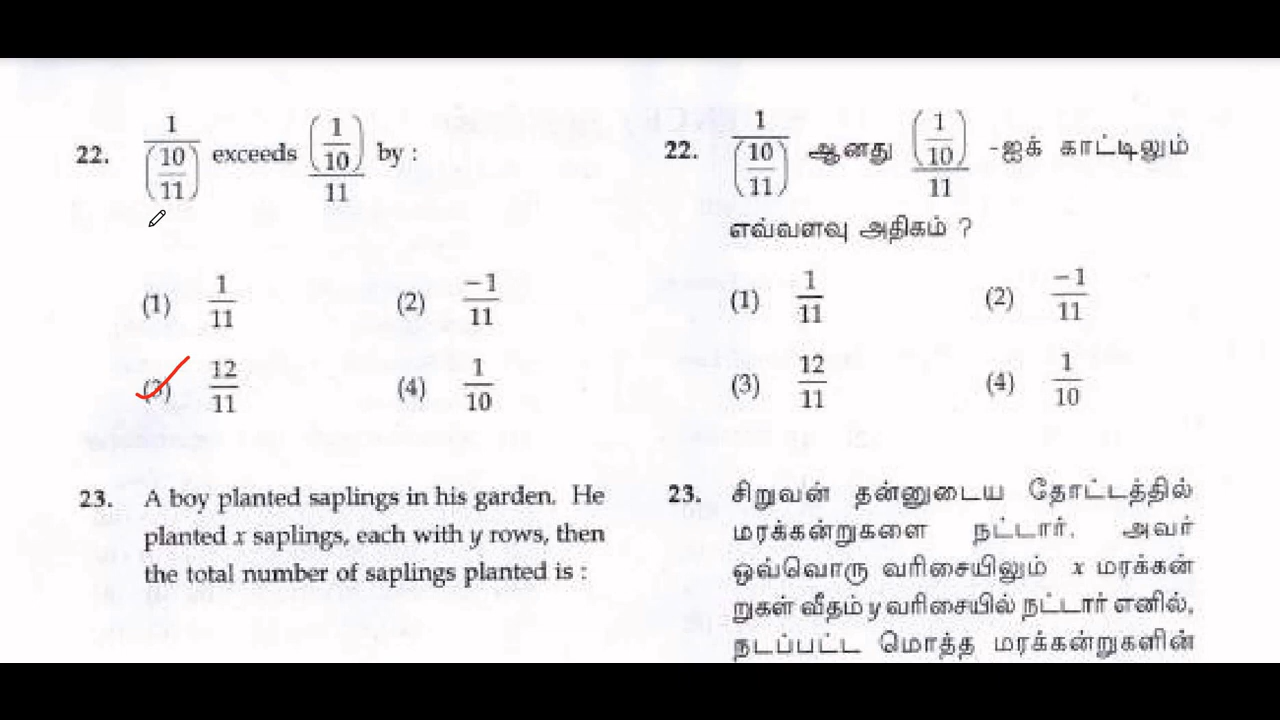 22. 1/(10/11) exceeds (1/10)/11 by :
(1) 1/11 (2) -1/11
(3) 12/11 (4) 1/10
23. A boy planted saplings in his garden. He
planted x saplings, each with y rows, then
the total number of saplings planted is :
22. 1/(10/11) ஆனது (1/10)/11 -ஐக் காட்டிலும்
எவ்வளவு அதிகம் ?
(1) 1/11 (2) -1/11
(3) 12/11 (4) 1/10
23. சிறுவன் தன்னுடைய தோட்டத்தில்
மரக்கன்றுகளை நட்டார். அவர்
ஒவ்வொரு வரிசையிலும் x மரக்கன்
றுகள் வீதம் y வரிசையில் நட்டார் எனில்,
நடப்பட்ட மொத்த மரக்கன்றுகளின்